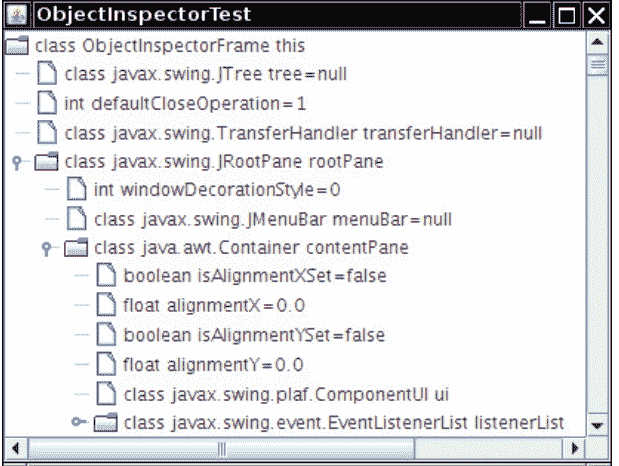 ObjectInspectorTest
class ObjectInspectorFrame this
class javax.swing.JTree tree=null
int defaultCloseOperation=1
class javax.swing.TransferHandler transferHandler=null
class javax.swing.JRootPane rootPane
int windowDecorationStyle=0
class javax.swing.JMenuBar menuBar=null
class java.awt.Container contentPane
boolean isAlignmentXSet=false
float alignmentX=0.0
boolean isAlignmentYSet=false
float alignmentY=0.0
class javax.swing.plaf.ComponentUI ui
class javax.swing.event.EventListenerList listenerList